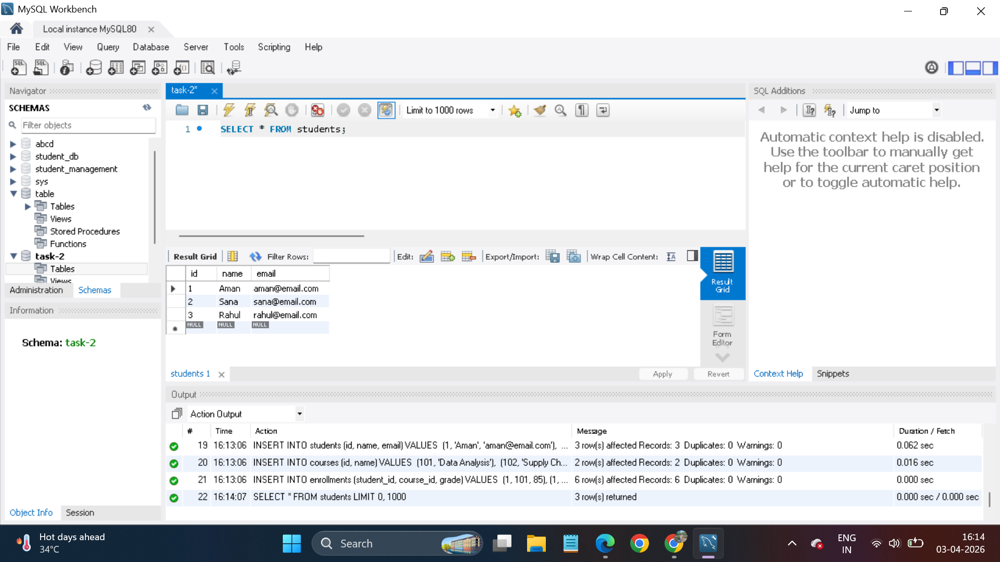 MySQL Workbench
Local instance MySQL80
File Edit View Query Database Server Tools Scripting Help
Navigator
SCHEMAS
Filter objects
abcd
student_db
student_management
sys
table
Tables
Views
Stored Procedures
Functions
task-2
Tables
Views
Administration Schemas
Information
Schema: task-2
Object Info Session
task-2*
Limit to 1000 rows
1 SELECT * FROM students;
Result Grid Filter Rows: Edit: Export/Import: Wrap Cell Content:
id name email
1 Aman aman@email.com
2 Sana sana@email.com
3 Rahul rahul@email.com
NULL NULL NULL
Result
Grid
Form
Editor
students 1
Apply Revert
SQL Additions
Jump to
Automatic context help is disabled.
Use the toolbar to manually get
help for the current caret position
or to toggle automatic help.
Context Help Snippets
Output
Action Output
# Time Action Message Duration / Fetch
19 16:13:06 INSERT INTO students (id, name, email) VALUES (1, 'Aman', 'aman@email.com'), ... 3 row(s) affected Records: 3 Duplicates: 0 Warnings: 0 0.062 sec
20 16:13:06 INSERT INTO courses (id, name) VALUES (101, 'Data Analysis'), (102, 'Supply Ch... 2 row(s) affected Records: 2 Duplicates: 0 Warnings: 0 0.016 sec
21 16:13:06 INSERT INTO enrollments (student_id, course_id, grade) VALUES (1, 101, 85), (1, ... 6 row(s) affected Records: 6 Duplicates: 0 Warnings: 0 0.000 sec
22 16:14:07 SELECT * FROM students LIMIT 0, 1000 3 row(s) returned 0.000 sec / 0.000 sec
Hot days ahead
34°C
Search
ENG
IN
16:14
03-04-2026